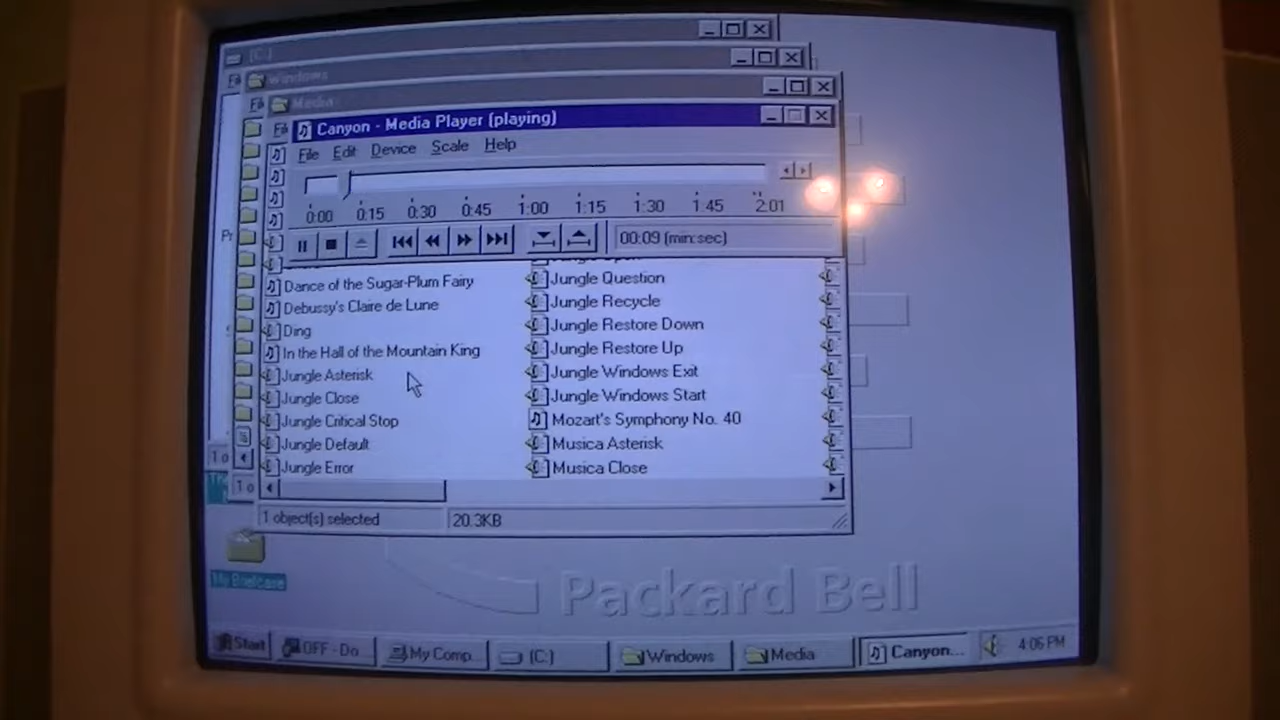 (C:)
Windows
Media
Canyon - Media Player (playing)
File Edit Device Scale Help
0:00 0:15 0:30 0:45 1:00 1:15 1:30 1:45 2:01
00:09 (min:sec)
Dance of the Sugar-Plum Fairy
Debussy's Claire de Lune
Ding
In the Hall of the Mountain King
Jungle Asterisk
Jungle Close
Jungle Critical Stop
Jungle Default
Jungle Error
Jungle Question
Jungle Recycle
Jungle Restore Down
Jungle Restore Up
Jungle Windows Exit
Jungle Windows Start
Mozart's Symphony No. 40
Musica Asterisk
Musica Close
1 object(s) selected 20.3KB
My Briefcase
Packard Bell
Start OFF - Do My Comp... (C:) Windows Media Canyon... 4:06 PM